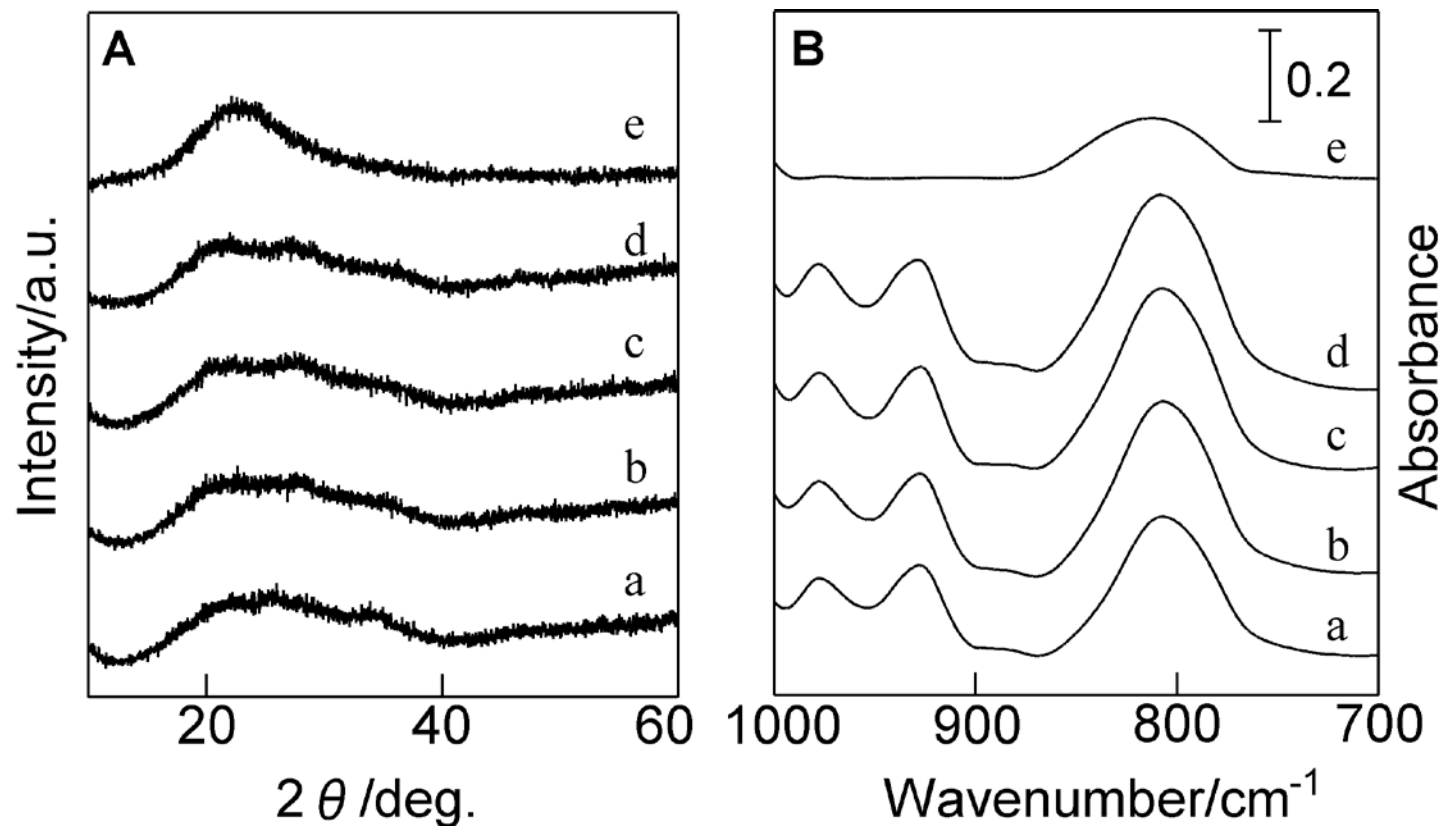 A
e
d
c
b
a
Intensity/a.u.
20
40
60
2 θ /deg.
B
0.2
e
d
c
b
a
Absorbance
1000
900
800
700
Wavenumber/cm-1